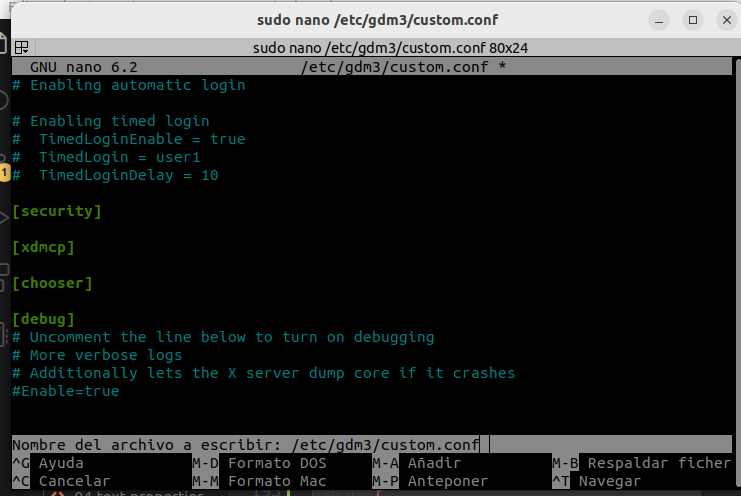 sudo nano /etc/gdm3/custom.conf
sudo nano /etc/gdm3/custom.conf 80x24
GNU nano 6.2 /etc/gdm3/custom.conf *
# Enabling automatic login
# Enabling timed login
# TimedLoginEnable = true
# TimedLogin = user1
# TimedLoginDelay = 10
[security]
[xdmcp]
[chooser]
[debug]
# Uncomment the line below to turn on debugging
# More verbose logs
# Additionally lets the X server dump core if it crashes
#Enable=true
Nombre del archivo a escribir: /etc/gdm3/custom.conf
^G Ayuda M-D Formato DOS M-A Añadir M-B Respaldar ficher
^C Cancelar M-M Formato Mac M-P Anteponer ^T Navegar
1